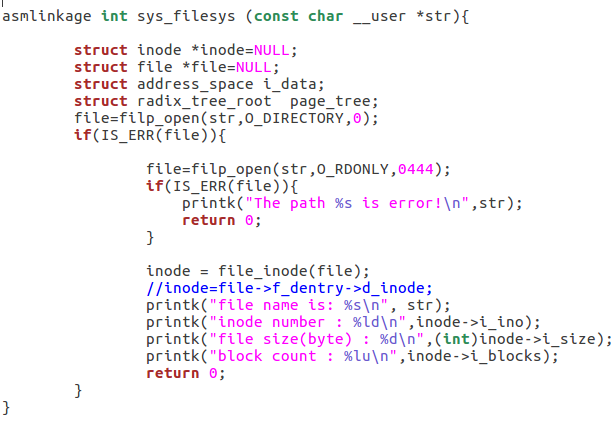 asmlinkage int sys_filesys (const char __user *str){
struct inode *inode=NULL;
struct file *file=NULL;
struct address_space i_data;
struct radix_tree_root  page_tree;
file=filp_open(str,O_DIRECTORY,0);
if(IS_ERR(file)){
file=filp_open(str,O_RDONLY,0444);
if(IS_ERR(file)){
printk("The path %s is error!\n",str);
return 0;
}
inode = file_inode(file);
//inode=file->f_dentry->d_inode;
printk("file name is: %s\n", str);
printk("inode number : %ld\n",inode->i_ino);
printk("file size(byte) : %d\n",(int)inode->i_size);
printk("block count : %lu\n",inode->i_blocks);
return 0;
}
}